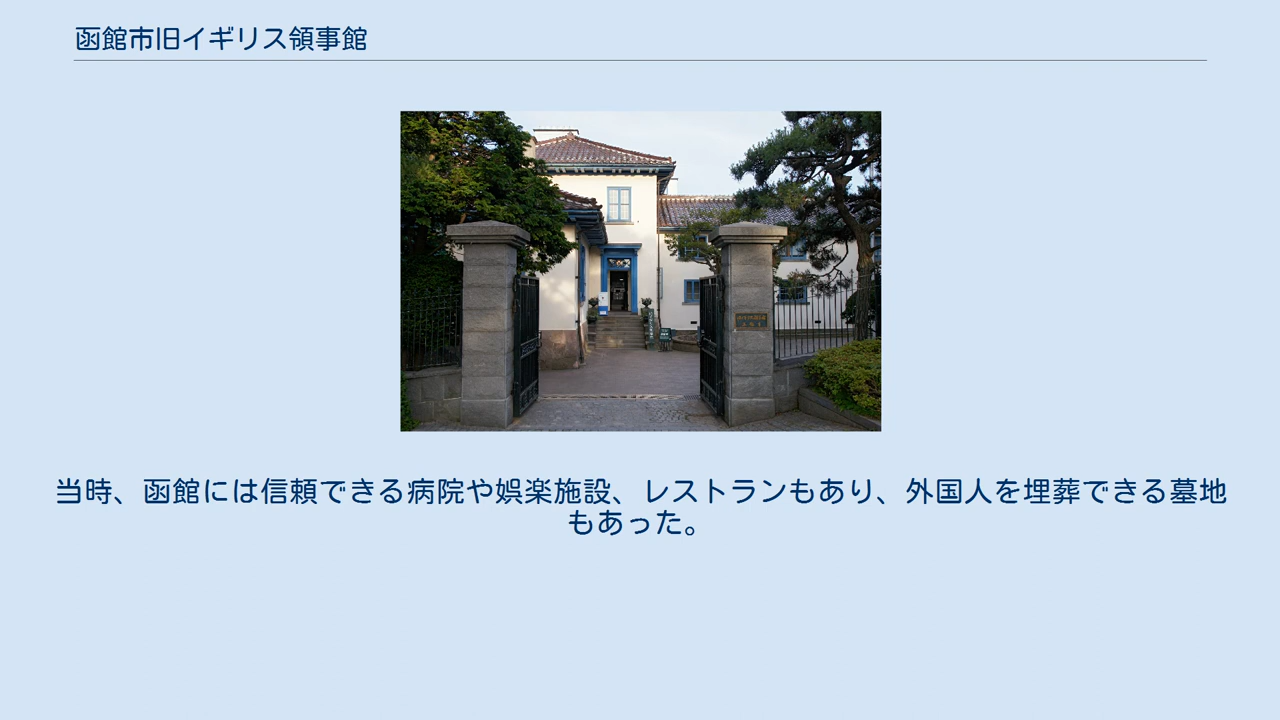 函館市旧イギリス領事館
当時、函館には信頼できる病院や娯楽施設、レストランもあり、外国人を埋葬できる墓地
もあった。